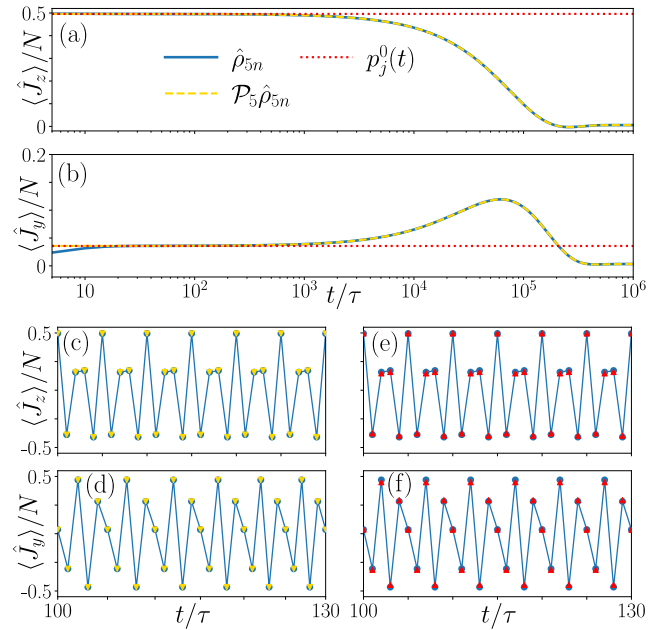 0.5
0
⟨Ĵ_z⟩/N
(a)
ρ̂_{5n}
p_j^0(t)
𝒫_5ρ̂_{5n}
0.2
0
⟨Ĵ_y⟩/N
(b)
10
10^2
10^3
10^4
10^5
10^6
t/τ
0.5
-0.5
⟨Ĵ_z⟩/N
(c)
(e)
0.5
-0.5
⟨Ĵ_y⟩/N
(d)
(f)
100
t/τ
130
100
t/τ
130